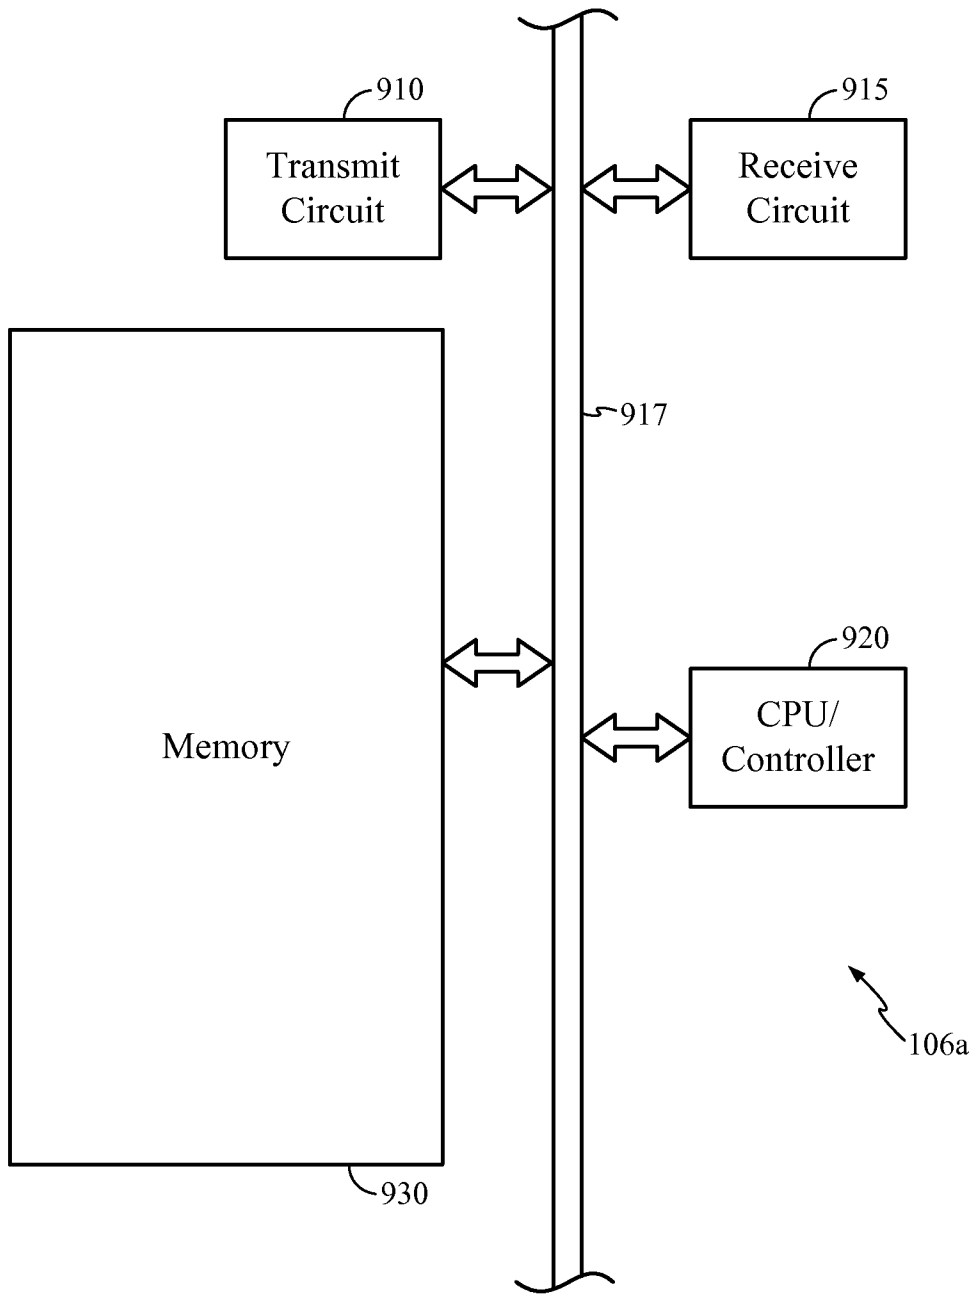 910
915
Transmit
Circuit
Receive
Circuit
917
920
CPU/
Controller
Memory
106a
930